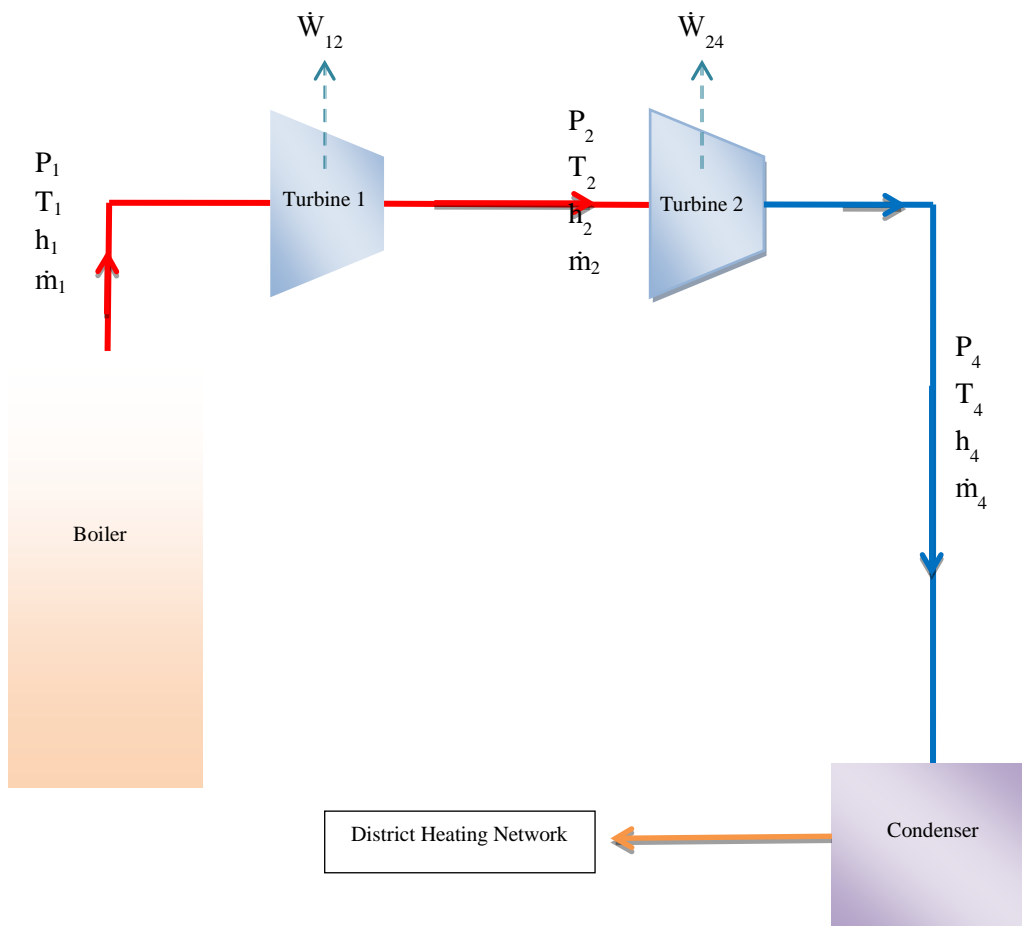 Ẇ₁₂
Ẇ₂₄
P₁
T₁
h₁
ṁ₁
Turbine 1
P₂
T₂
h₂
ṁ₂
Turbine 2
P₄
T₄
h₄
ṁ₄
Boiler
District Heating Network
Condenser